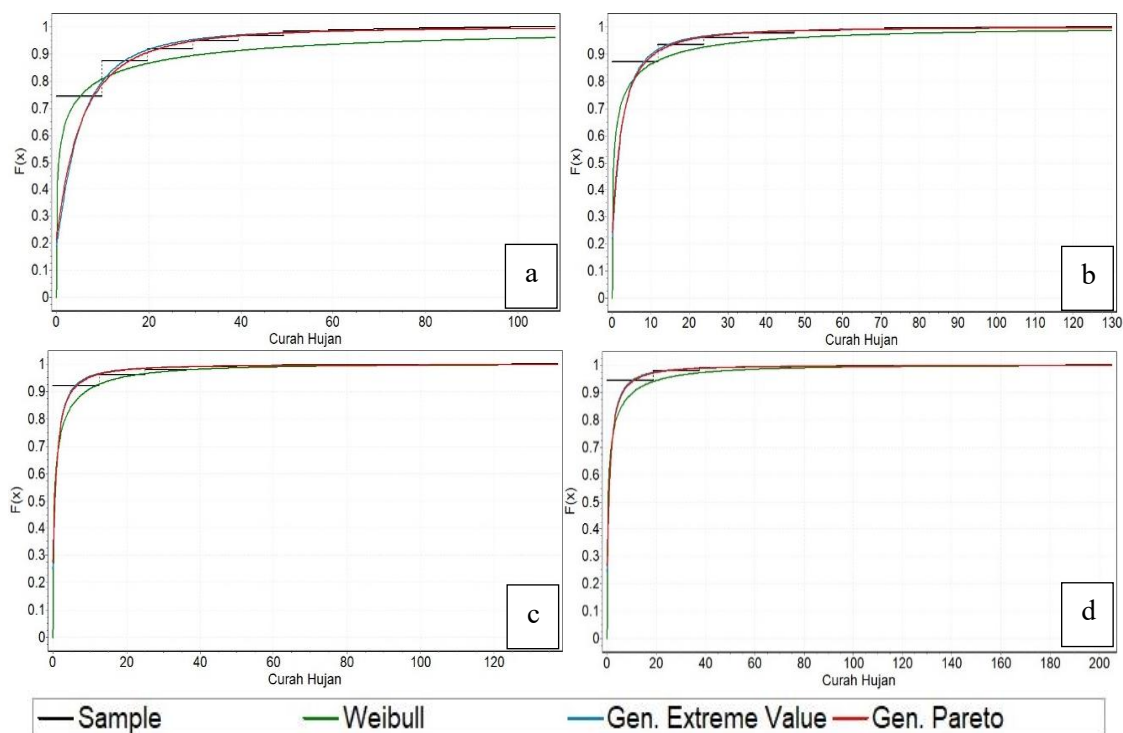 1
0.9
0.8
0.7
0.6
0.5
0.4
0.3
0.2
0.1
0
F(x)
0 20 40 60 80 100
Curah Hujan
a
1
0.9
0.8
0.7
0.6
0.5
0.4
0.3
0.2
0.1
0
F(x)
0 10 20 30 40 50 60 70 80 90 100 110 120 130
Curah Hujan
b
1
0.9
0.8
0.7
0.6
0.5
0.4
0.3
0.2
0.1
0
F(x)
0 20 40 60 80 100 120
Curah Hujan
c
1
0.9
0.8
0.7
0.6
0.5
0.4
0.3
0.2
0.1
0
F(x)
0 20 40 60 80 100 120 140 160 180 200
Curah Hujan
d
Sample Weibull Gen. Extreme Value Gen. Pareto